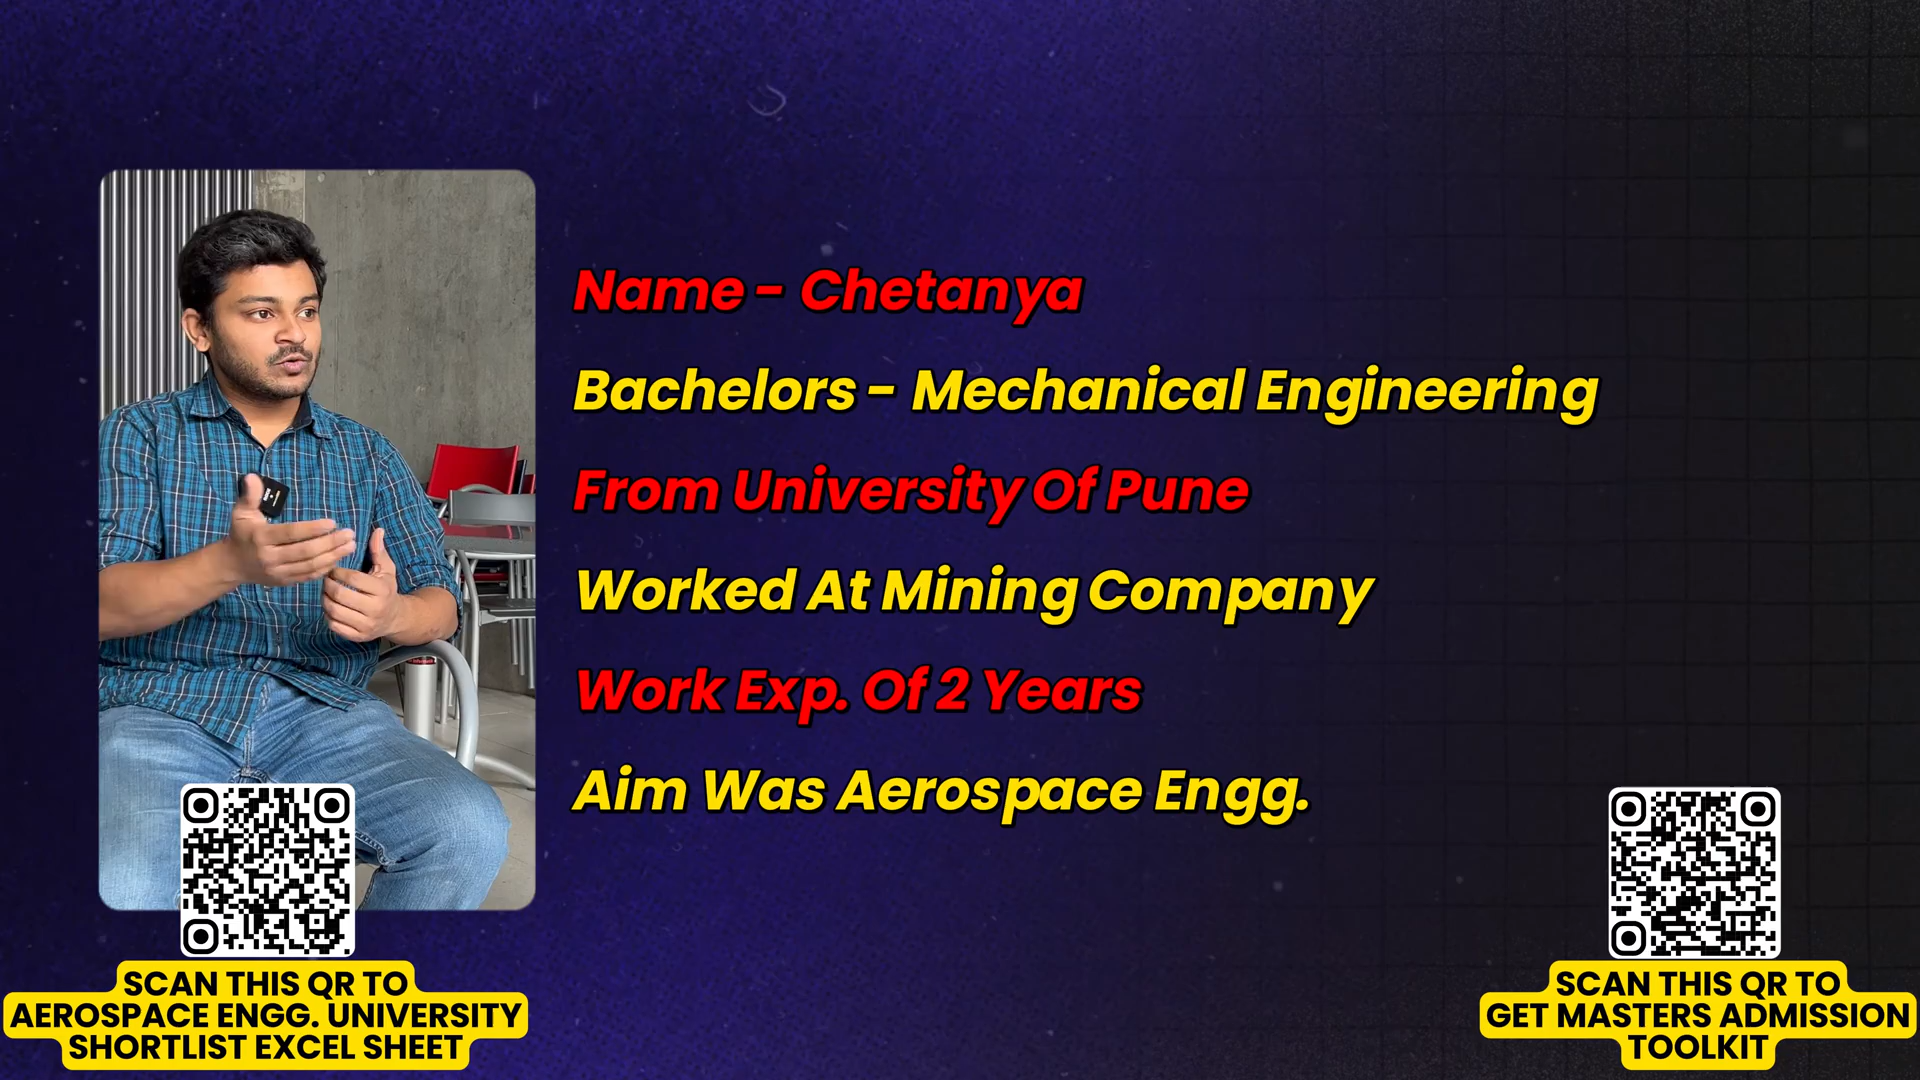 Name - Chetanya
Bachelors - Mechanical Engineering
From University Of Pune
Worked At Mining Company
Work Exp. Of 2 Years
Aim Was Aerospace Engg.
SCAN THIS QR TO
AEROSPACE ENGG. UNIVERSITY
SHORTLIST EXCEL SHEET
SCAN THIS QR TO
GET MASTERS ADMISSION
TOOLKIT